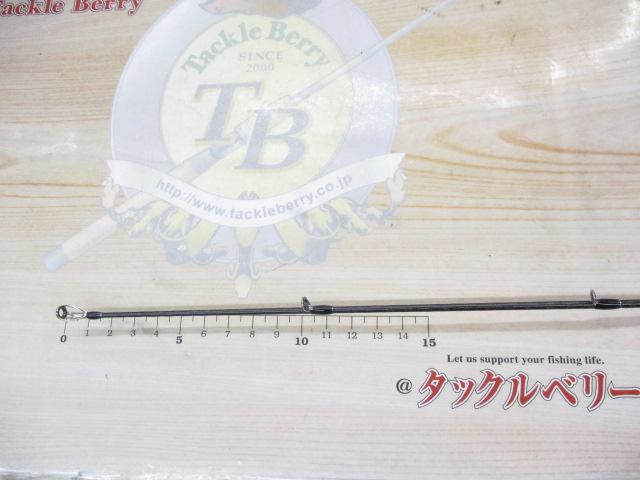 Tackle Berry
Tackle Berry
SINCE
2000
TB
http://www.tackleberry.co.jp
0 1 2 3 4 5 6 7 8 9 10 11 12 13 14 15
Let us support your fishing life.
@タックルベリー